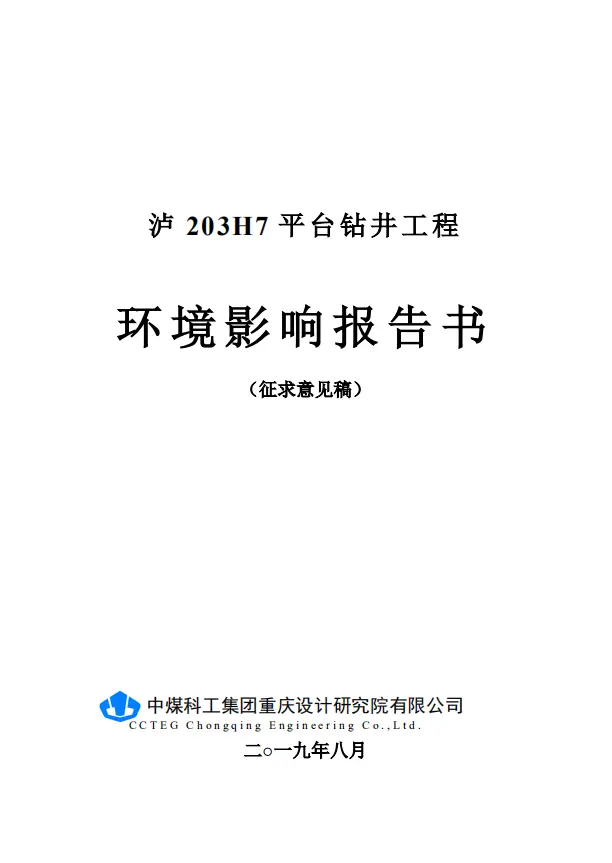 泸 203H7 平台钻井工程
环境影响报告书
（征求意见稿）
中煤科工集团重庆设计研究院有限公司
CCTEG Chongqing Engineering Co.,Ltd.
二○一九年八月